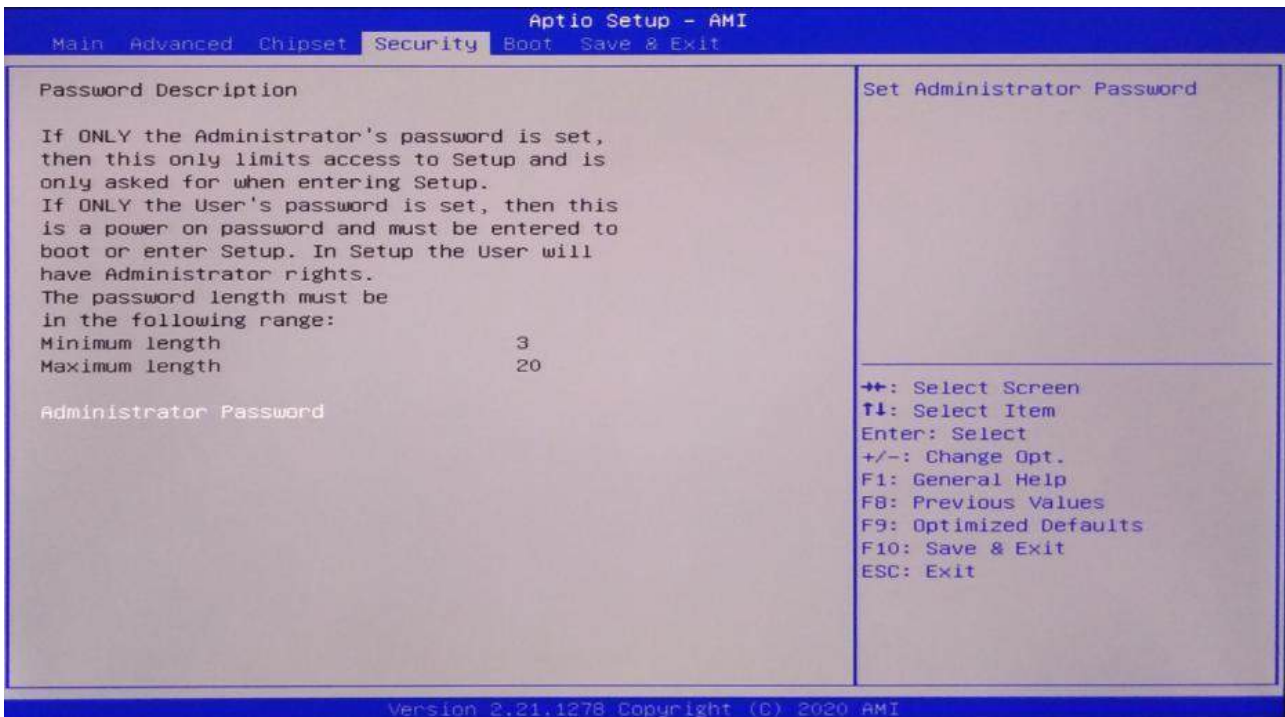 Aptio Setup – AMI
Main Advanced Chipset Security Boot Save & Exit
Password Description
If ONLY the Administrator's password is set,
then this only limits access to Setup and is
only asked for when entering Setup.
If ONLY the User's password is set, then this
is a power on password and must be entered to
boot or enter Setup. In Setup the User will
have Administrator rights.
The password length must be
in the following range:
Minimum length 3
Maximum length 20
Administrator Password
Set Administrator Password
→←: Select Screen
↑↓: Select Item
Enter: Select
+/-: Change Opt.
F1: General Help
F8: Previous Values
F9: Optimized Defaults
F10: Save & Exit
ESC: Exit
Version 2.21.1278 Copyright (C) 2020 AMI